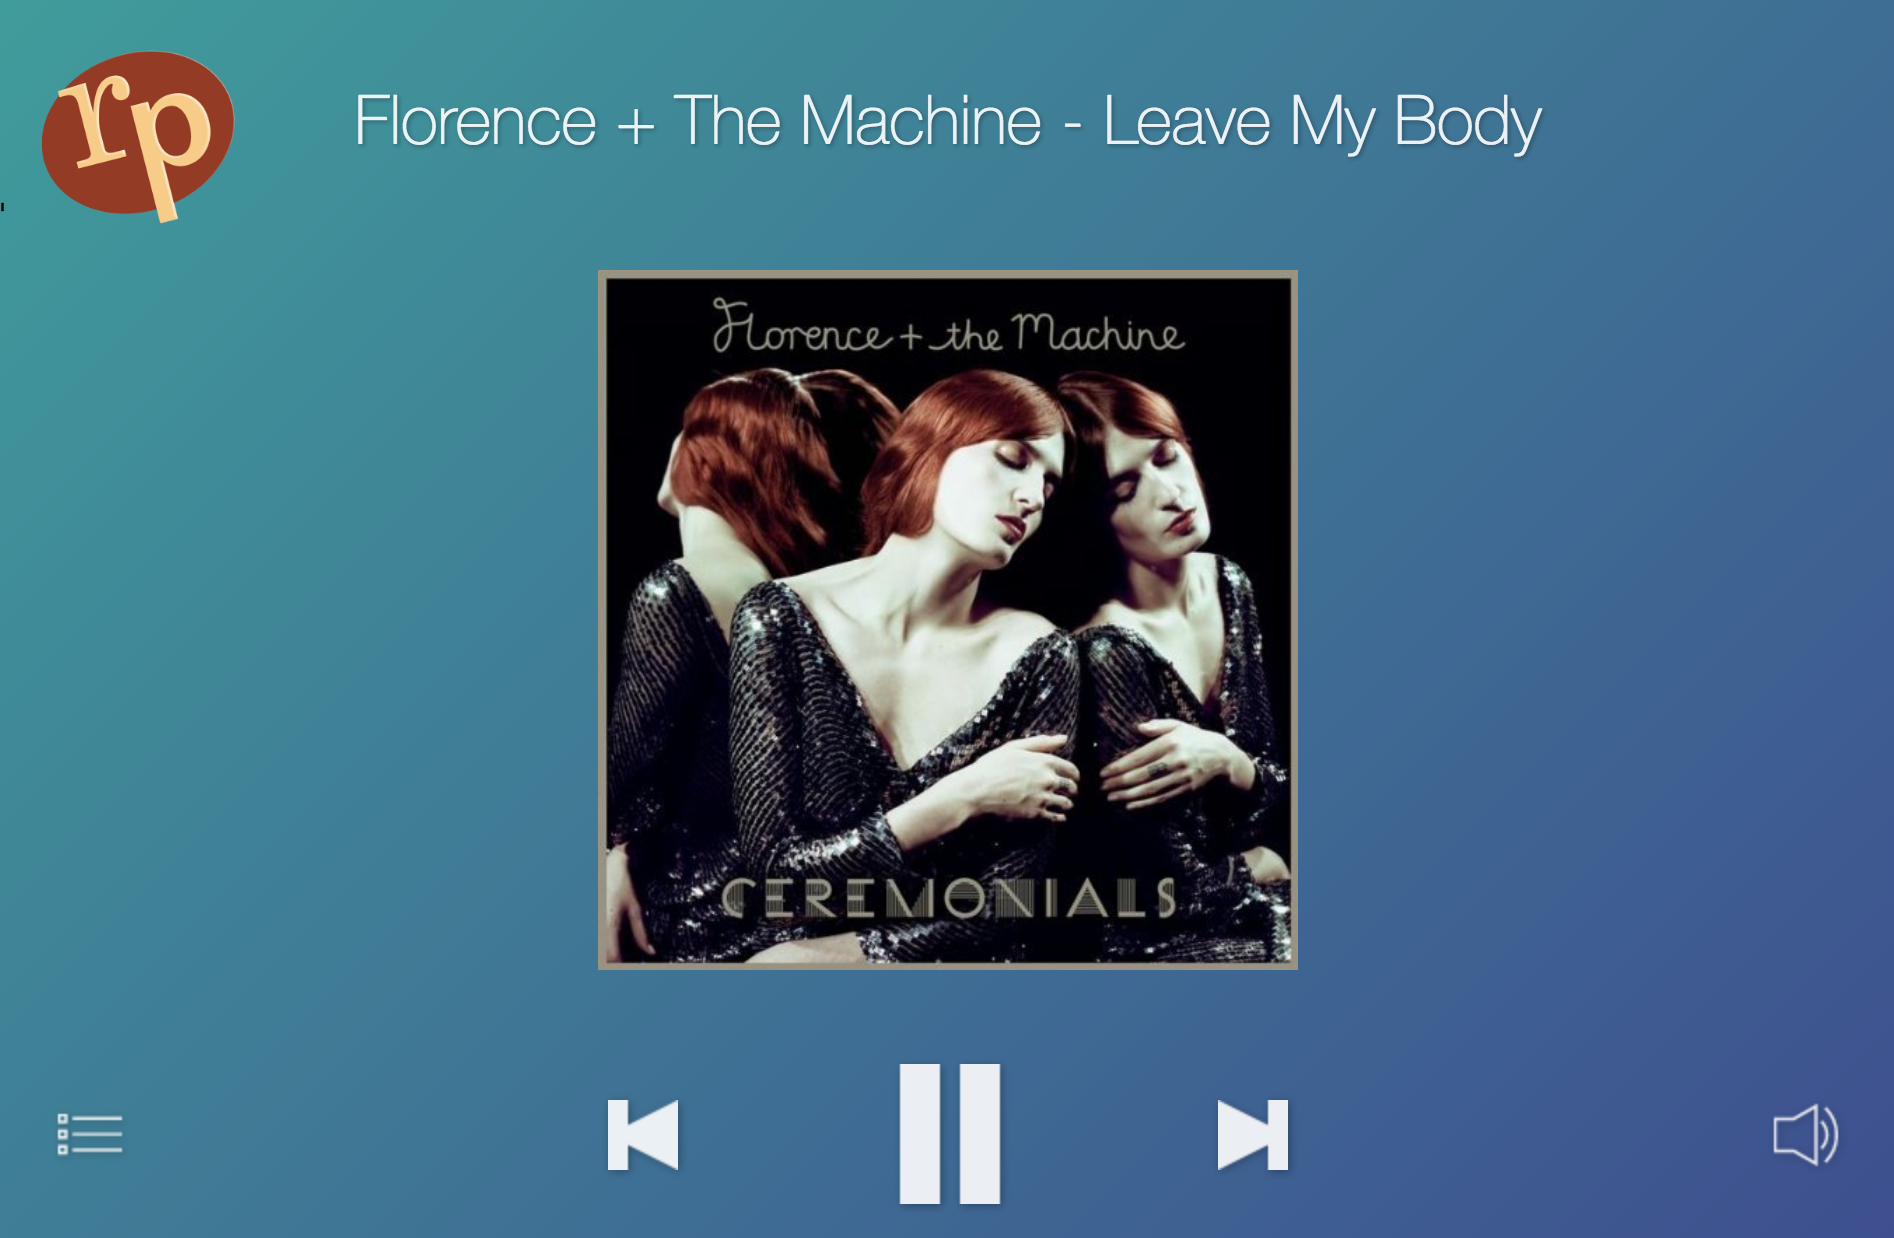 rp
Florence + The Machine - Leave My Body
Florence + the Machine
CEREMONIALS